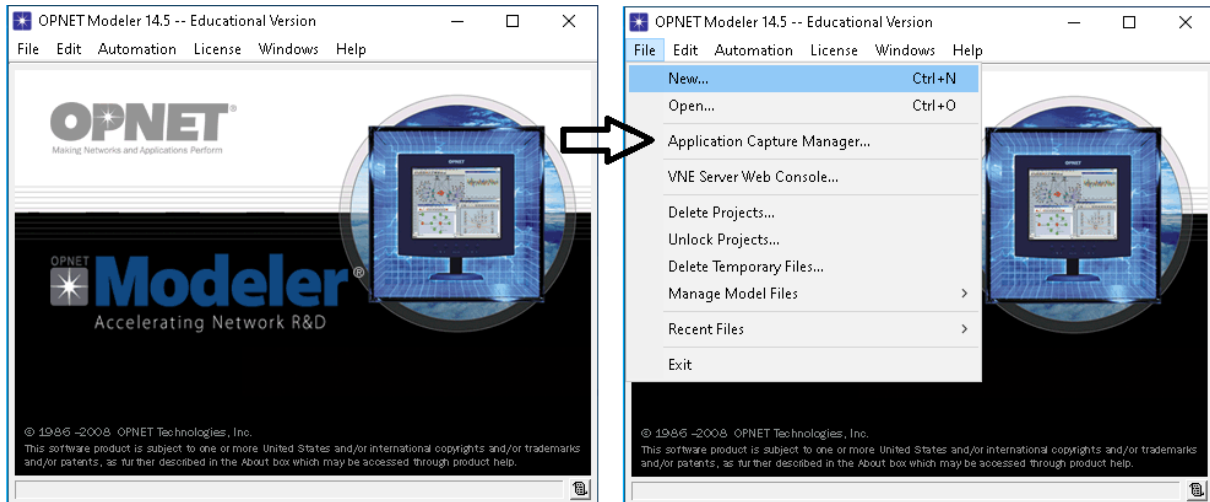 OPNET Modeler 14.5 -- Educational Version
File Edit Automation License Windows Help
OPNET®
Making Networks and Applications Perform
OPNET
OPNET
Modeler®
Accelerating Network R&D
© 1986 –2008 OPNET Technologies, Inc.
This software product is subject to one or more United States and/or international copyrights and/or trademarks
and/or patents, as further described in the About box which may be accessed through product help.
OPNET Modeler 14.5 -- Educational Version
File Edit Automation License Windows Help
New... Ctrl+N
Open... Ctrl+O
Application Capture Manager...
VNE Server Web Console...
Delete Projects...
Unlock Projects...
Delete Temporary Files...
Manage Model Files
Recent Files
Exit
OPNET
© 1986 –2008 OPNET Technologies, Inc.
This software product is subject to one or more United States and/or international copyrights and/or trademarks
and/or patents, as further described in the About box which may be accessed through product help.